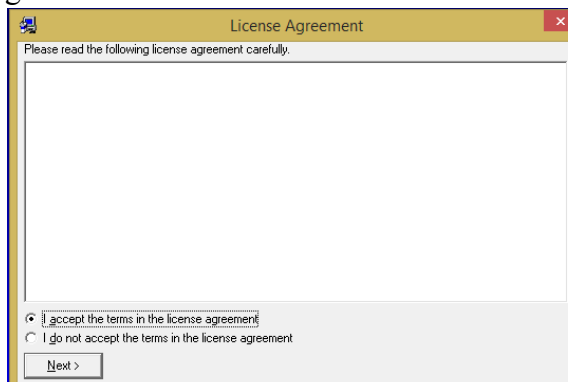 License Agreement
Please read the following license agreement carefully.
I accept the terms in the license agreement
I do not accept the terms in the license agreement
Next >